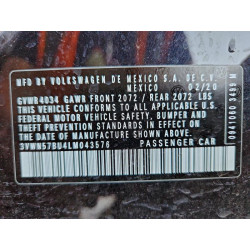 MFD BY VOLKSWAGEN DE MEXICO S.A. DE C.V.
MEXICO 02/20
GVWR 4034 GAWR FRONT 2072 / REAR 2072 LBS
THIS VEHICLE CONFORMS TO ALL APPLICABLE
FEDERAL MOTOR VEHICLE SAFETY, BUMPER AND
THEFT PREVENTION STANDARDS IN EFFECT ON THE
DATE OF MANUFACTURE SHOWN ABOVE.
3VWN57BU4LM043576 PASSENGER CAR
0041060 3495 M